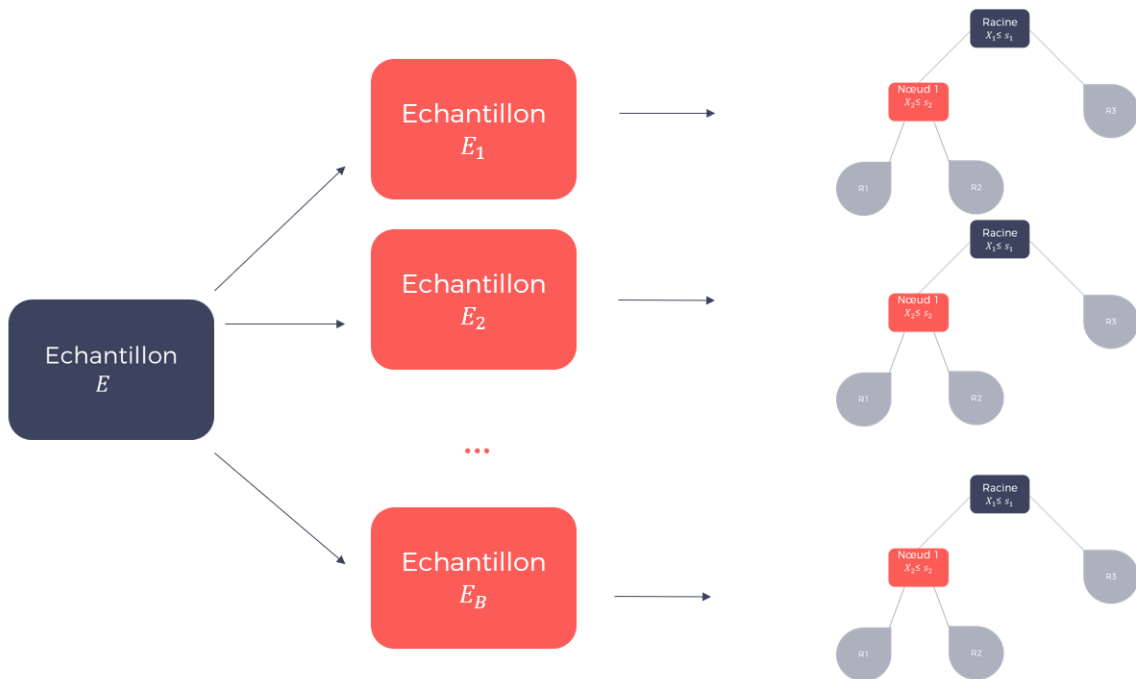 Racine
X₁≤ s₁
Echantillon
E₁
Nœud 1
X₂≤ s₂
R3
R1
R2
Racine
X₁≤ s₁
Echantillon
E₂
Nœud 1
X₂≤ s₂
R3
R1
R2
Echantillon
E
...
Racine
X₁≤ s₁
Echantillon
E_B
Nœud 1
X₂≤ s₂
R3
R1
R2